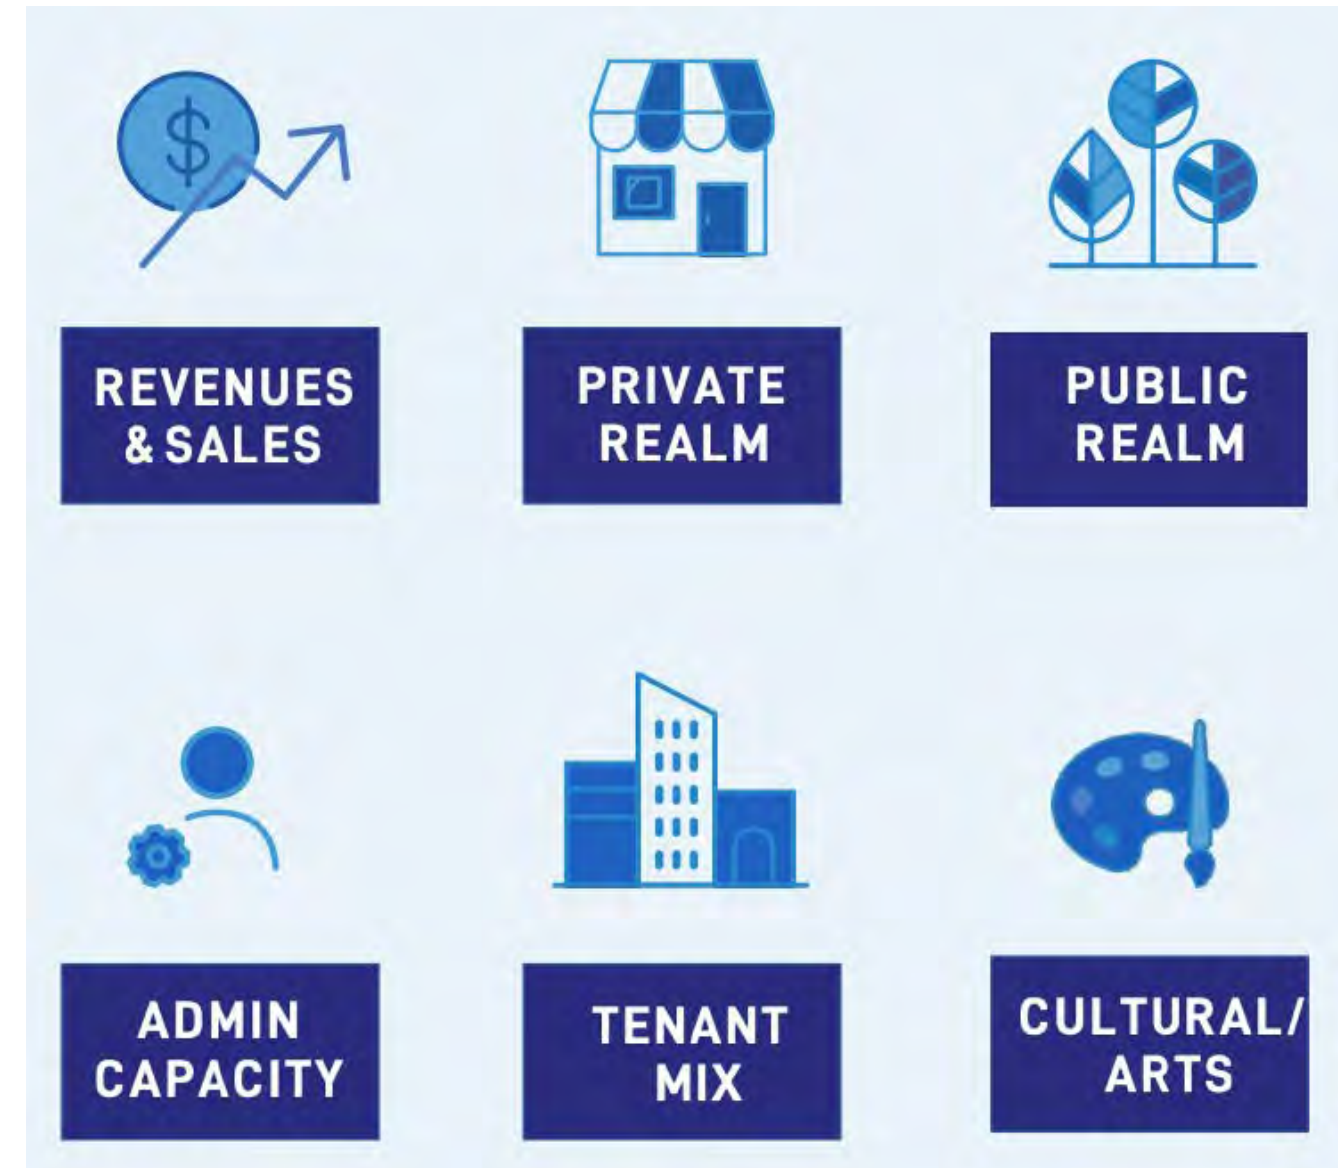 $
REVENUES
& SALES
PRIVATE
REALM
PUBLIC
REALM
ADMIN
CAPACITY
TENANT
MIX
CULTURAL/
ARTS